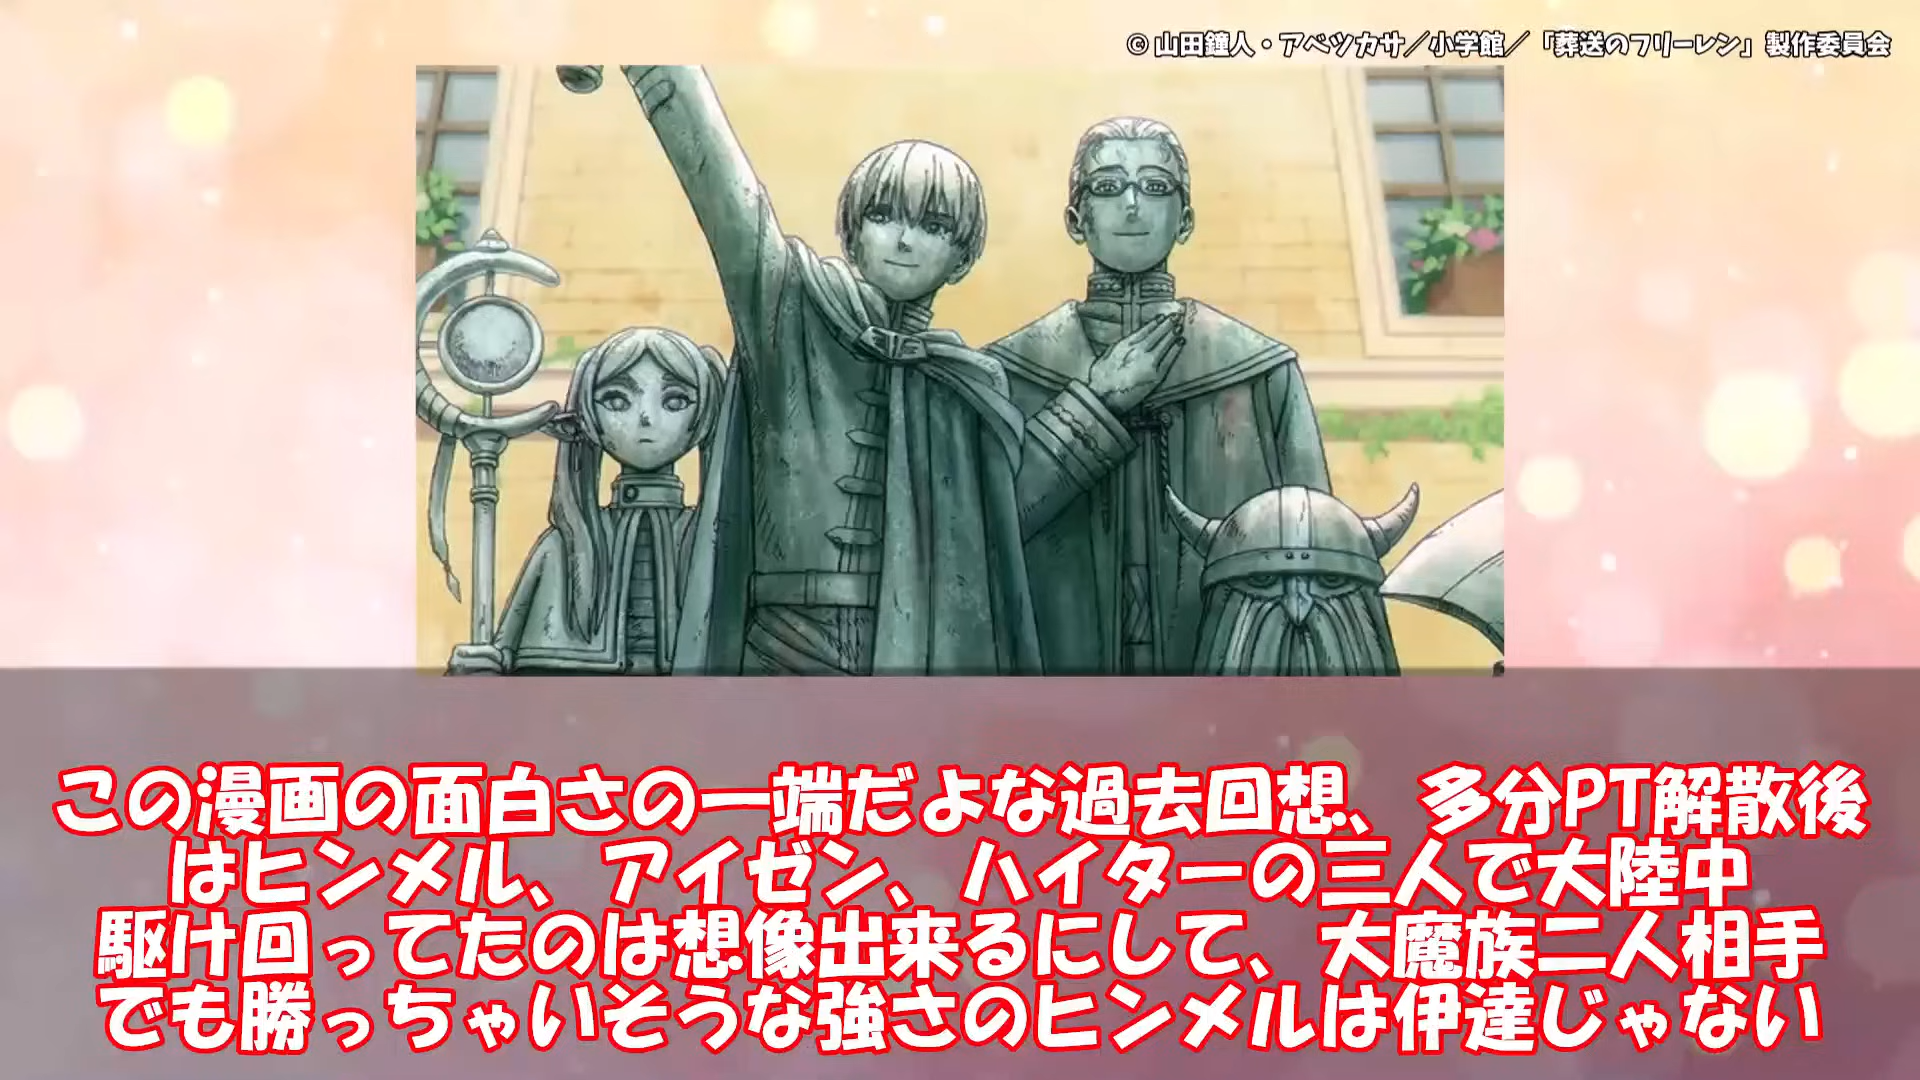 © 山田鐘人・アベツカサ／小学館／「葬送のフリーレン」製作委員会
この漫画の面白さの一端だよな過去回想、多分PT解散後
はヒンメル、アイゼン、ハイターの三人で大陸中
駆け回ってたのは想像出来るにして、大魔族二人相手
でも勝っちゃいそうな強さのヒンメルは伊達じゃない